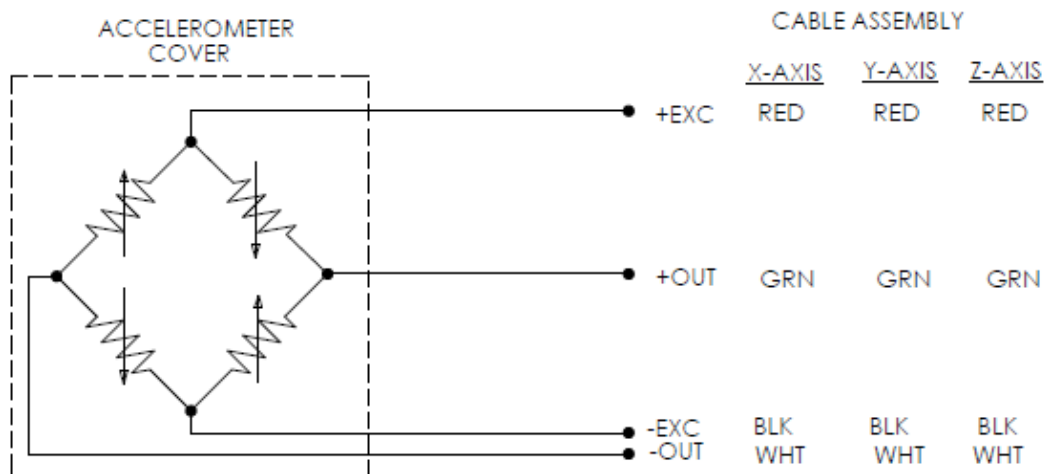 ACCELEROMETER
COVER
CABLE ASSEMBLY
X-AXIS Y-AXIS Z-AXIS
+EXC RED RED RED
+OUT GRN GRN GRN
-EXC BLK BLK BLK
-OUT WHT WHT WHT